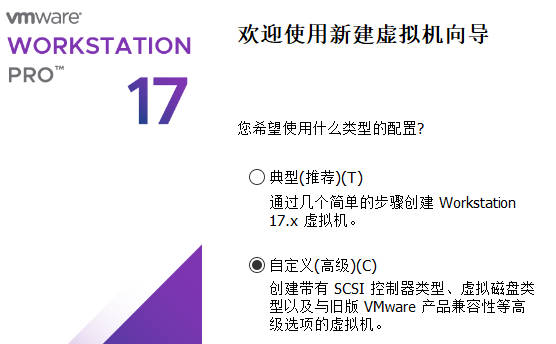 vmware®
WORKSTATION
PRO™
17
欢迎使用新建虚拟机向导
您希望使用什么类型的配置?
典型(推荐)(T)
通过几个简单的步骤创建 Workstation
17.x 虚拟机。
自定义(高级)(C)
创建带有 SCSI 控制器类型、虚拟磁盘类
型以及与旧版 VMware 产品兼容性等高
级选项的虚拟机。